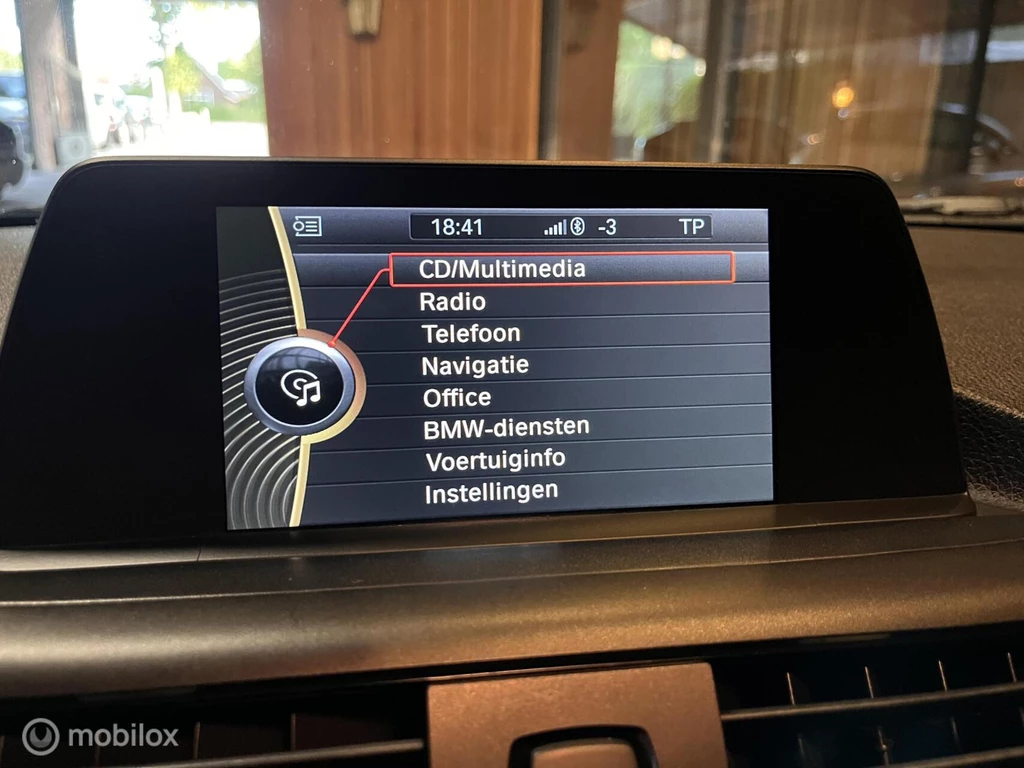 18:41 -3 TP
CD/Multimedia
Radio
Telefoon
Navigatie
Office
BMW-diensten
Voertuiginfo
Instellingen
mobilox